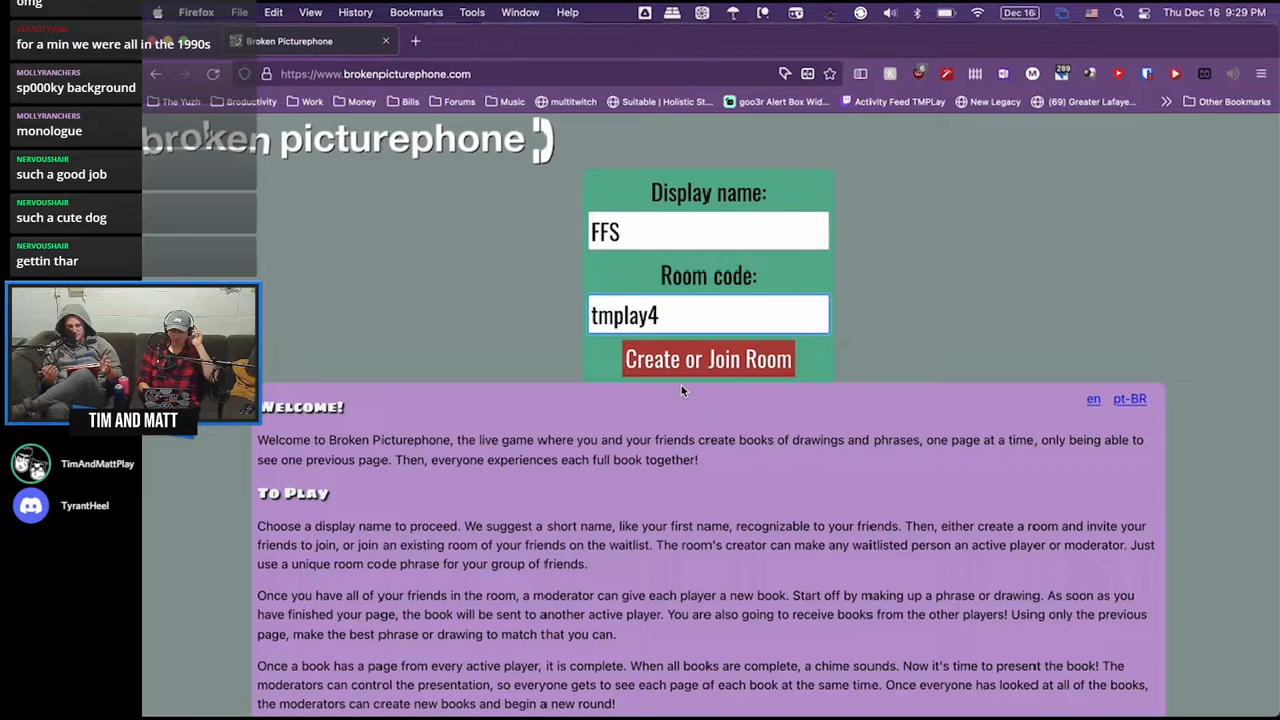 omg
VERACITYJANE
for a min we were all in the 1990s
MOLLYRANCHERS
sp000ky background
MOLLYRANCHERS
monologue
NERVOUSHAIR
such a good job
NERVOUSHAIR
such a cute dog
NERVOUSHAIR
gettin thar
TIM AND MATT
TimAndMattPlay
TyrantHeel
Firefox File Edit View History Bookmarks Tools Window Help
Dec 16
Thu Dec 16 9:29 PM
Broken Picturephone
https://www.brokenpicturephone.com
289
The Yuzh Productivity Work Money Bills Forums Music multitwitch Suitable | Holistic St... goo3r Alert Box Wid... Activity Feed TMPLay New Legacy (69) Greater Lafaye... Other Bookmarks
broken picturephone
Display name:
FFS
Room code:
tmplay4
Create or Join Room
en pt-BR
Welcome!
Welcome to Broken Picturephone, the live game where you and your friends create books of drawings and phrases, one page at a time, only being able to
see one previous page. Then, everyone experiences each full book together!
To Play
Choose a display name to proceed. We suggest a short name, like your first name, recognizable to your friends. Then, either create a room and invite your
friends to join, or join an existing room of your friends on the waitlist. The room's creator can make any waitlisted person an active player or moderator. Just
use a unique room code phrase for your group of friends.
Once you have all of your friends in the room, a moderator can give each player a new book. Start off by making up a phrase or drawing. As soon as you
have finished your page, the book will be sent to another active player. You are also going to receive books from the other players! Using only the previous
page, make the best phrase or drawing to match that you can.
Once a book has a page from every active player, it is complete. When all books are complete, a chime sounds. Now it's time to present the book! The
moderators can control the presentation, so everyone gets to see each page of each book at the same time. Once everyone has looked at all of the books,
the moderators can create new books and begin a new round!